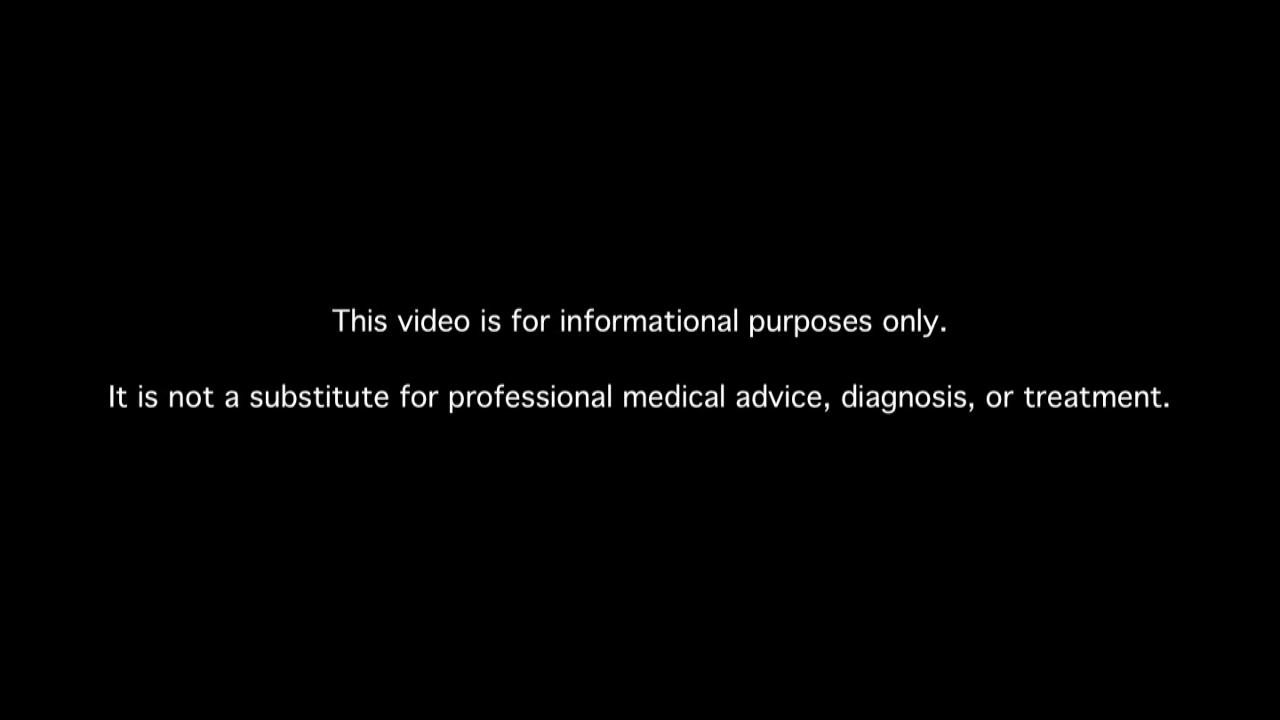 This video is for informational purposes only.
It is not a substitute for professional medical advice, diagnosis, or treatment.